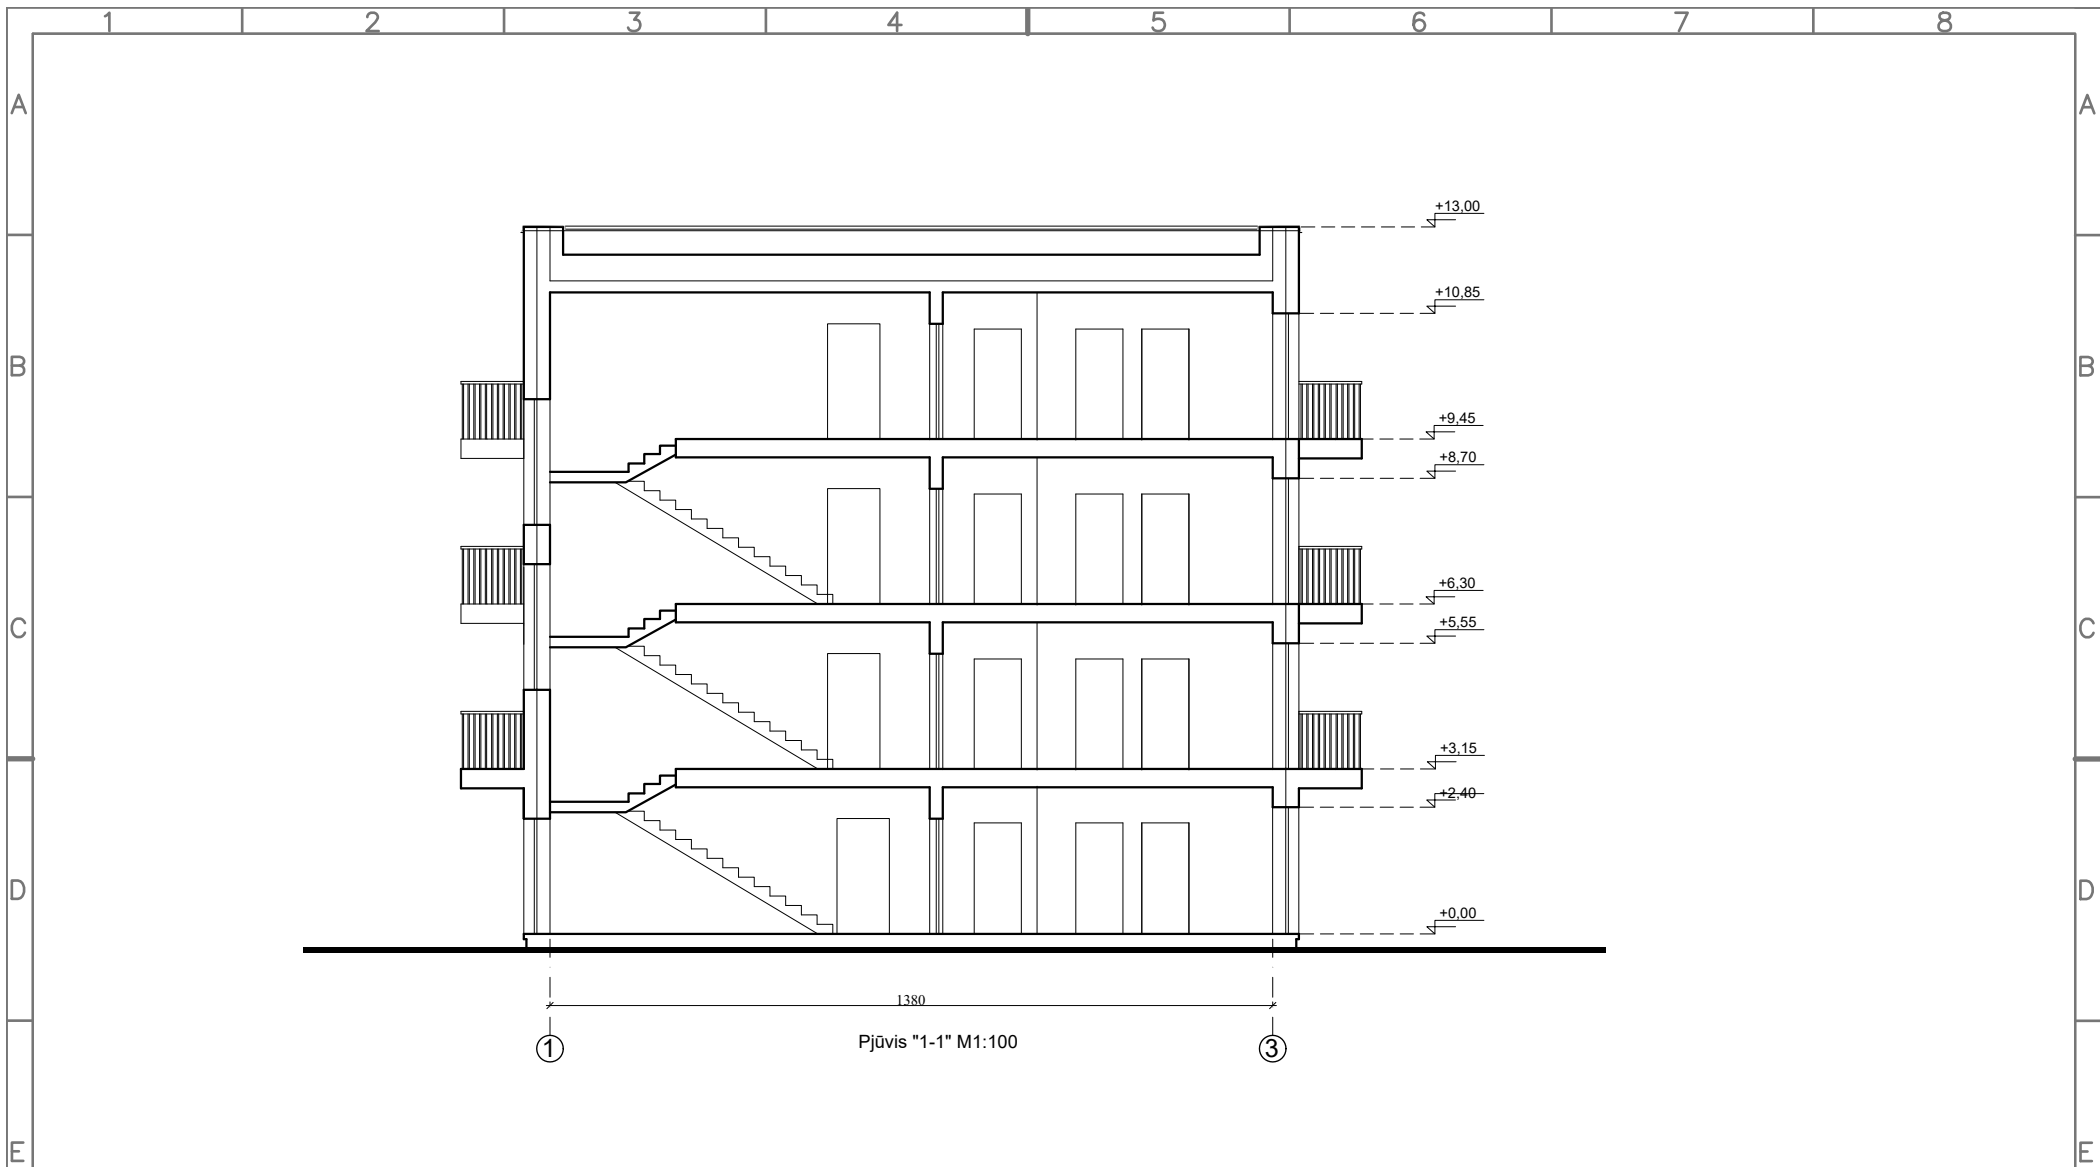 1 2 3 4 5 6 7 8
A A
+13,00
+10,85
B B
+9,45
+8,70
+6,30
C C
+5,55
+3,15
+2,40
D D
+0,00
1380
1 3
Pjūvis "1-1" M1:100
E E